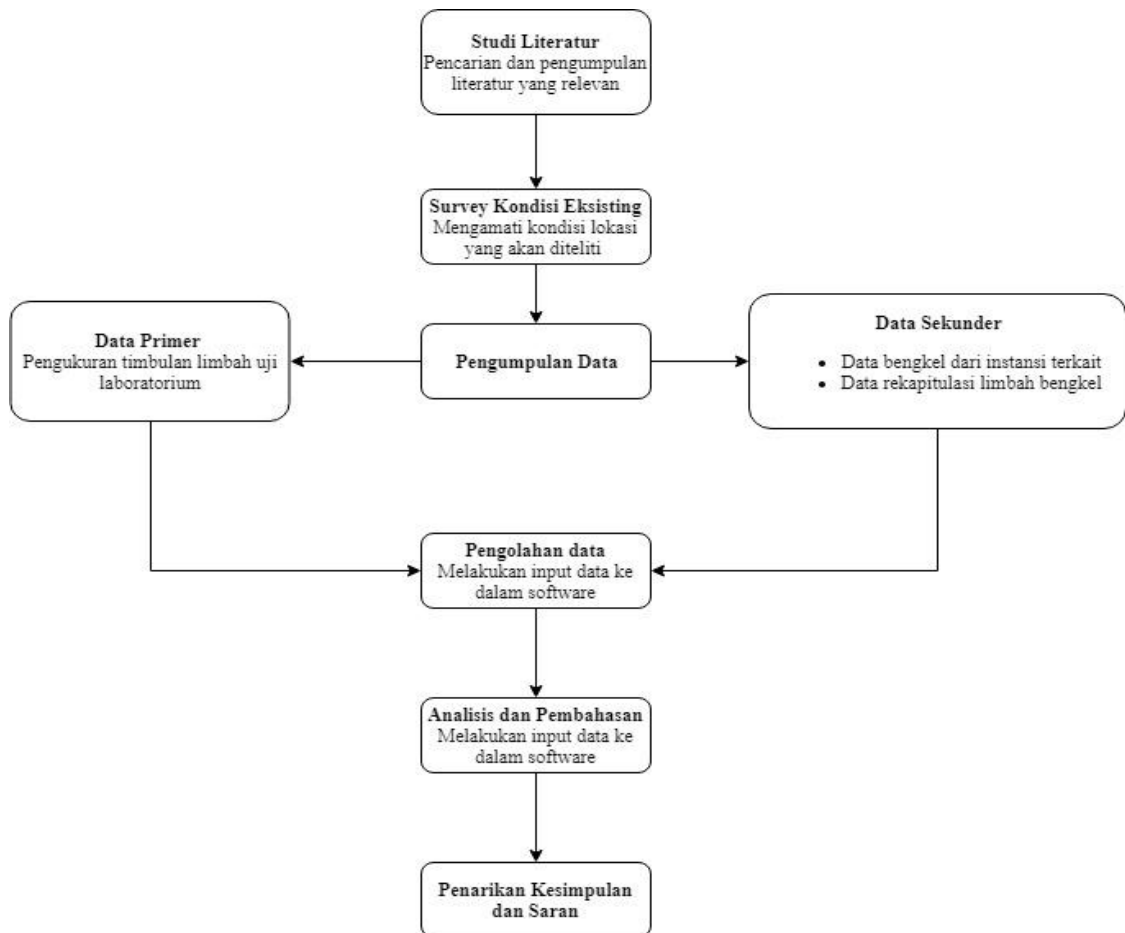 Studi Literatur
Pencarian dan pengumpulan
literatur yang relevan
Survey Kondisi Eksisting
Mengamati kondisi lokasi
yang akan diteliti
Data Primer
Pengukuran timbulan limbah uji
laboratorium
Pengumpulan Data
Data Sekunder
• Data bengkel dari instansi terkait
• Data rekapitulasi limbah bengkel
Pengolahan data
Melakukan input data ke
dalam software
Analisis dan Pembahasan
Melakukan input data ke
dalam software
Penarikan Kesimpulan
dan Saran